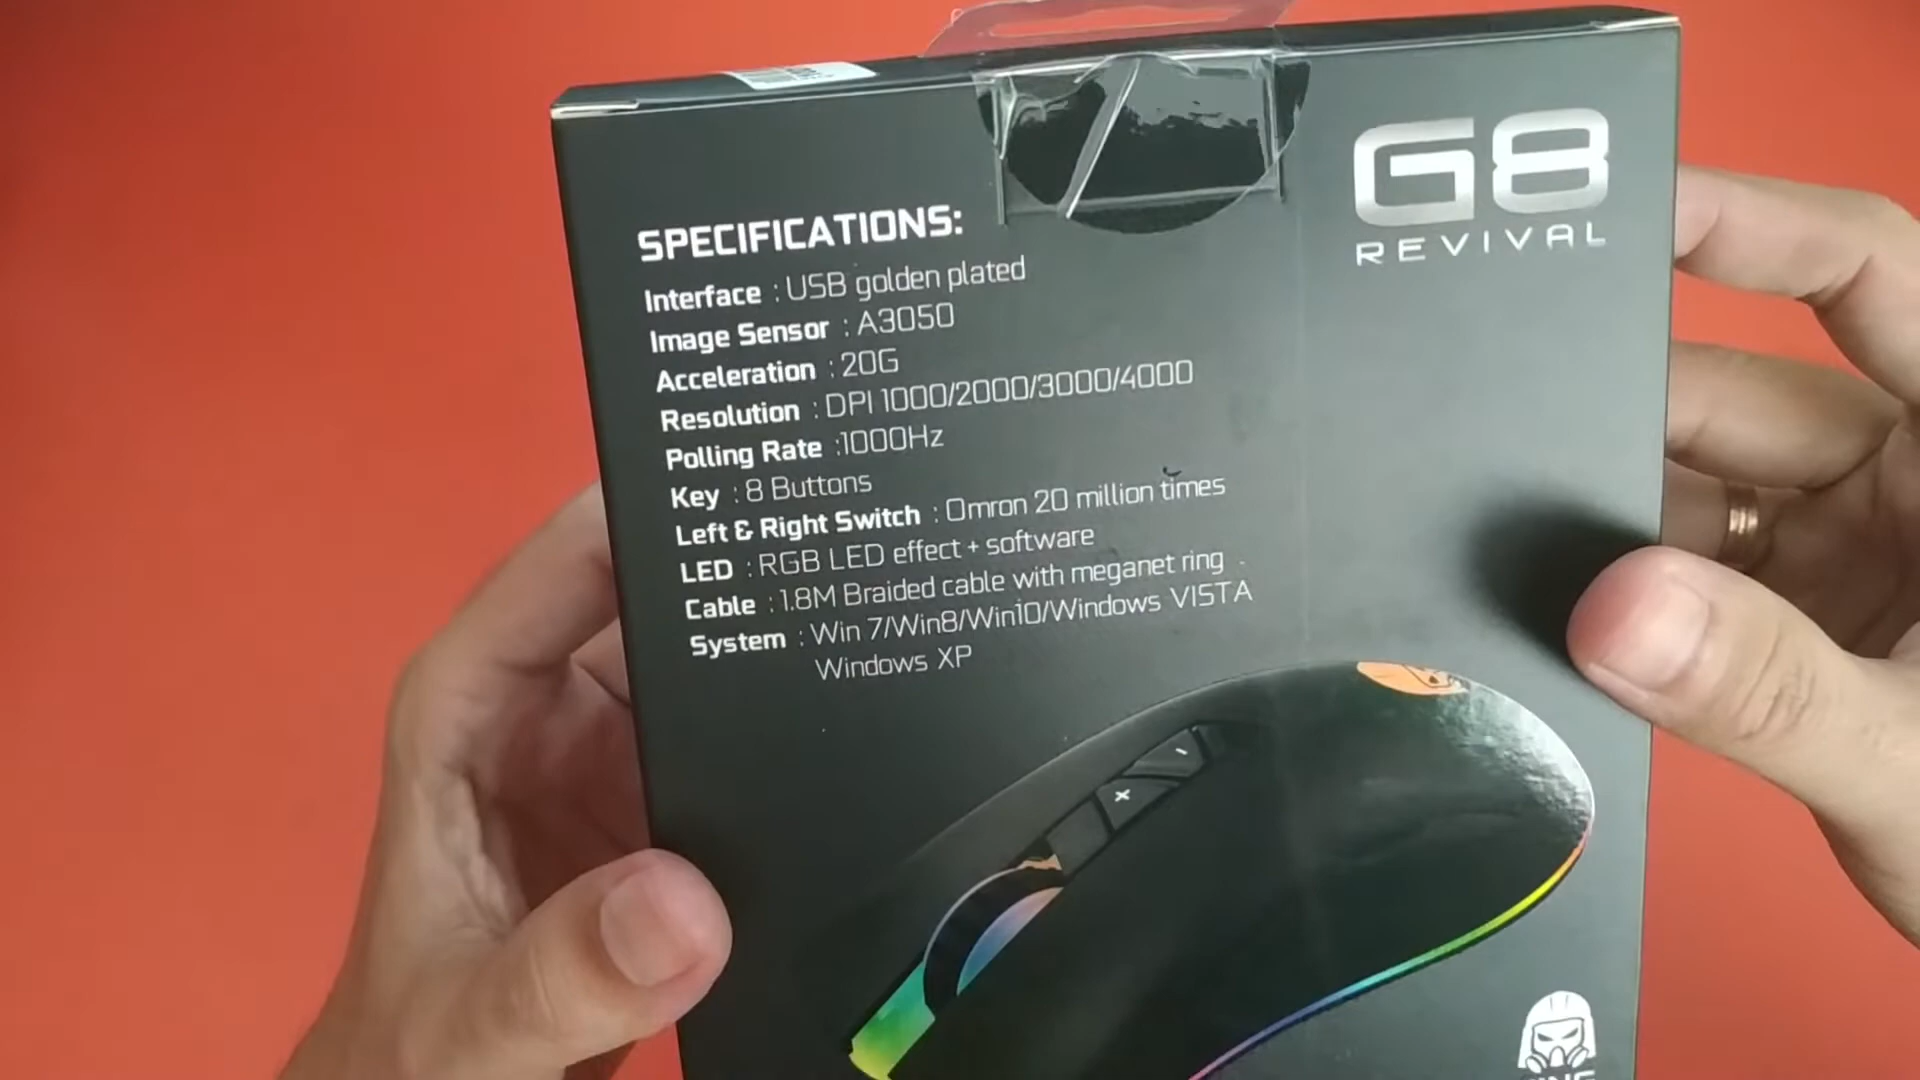 G8
REVIVAL
SPECIFICATIONS:
Interface : USB golden plated
Image Sensor : A3050
Acceleration : 20G
Resolution : DPI 1000/2000/3000/4000
Polling Rate :1000Hz
Key : 8 Buttons
Left & Right Switch : Omron 20 million times
LED : RGB LED effect + software
Cable : 1.8M Braided cable with meganet ring
System : Win 7/Win8/Win10/Windows VISTA
Windows XP